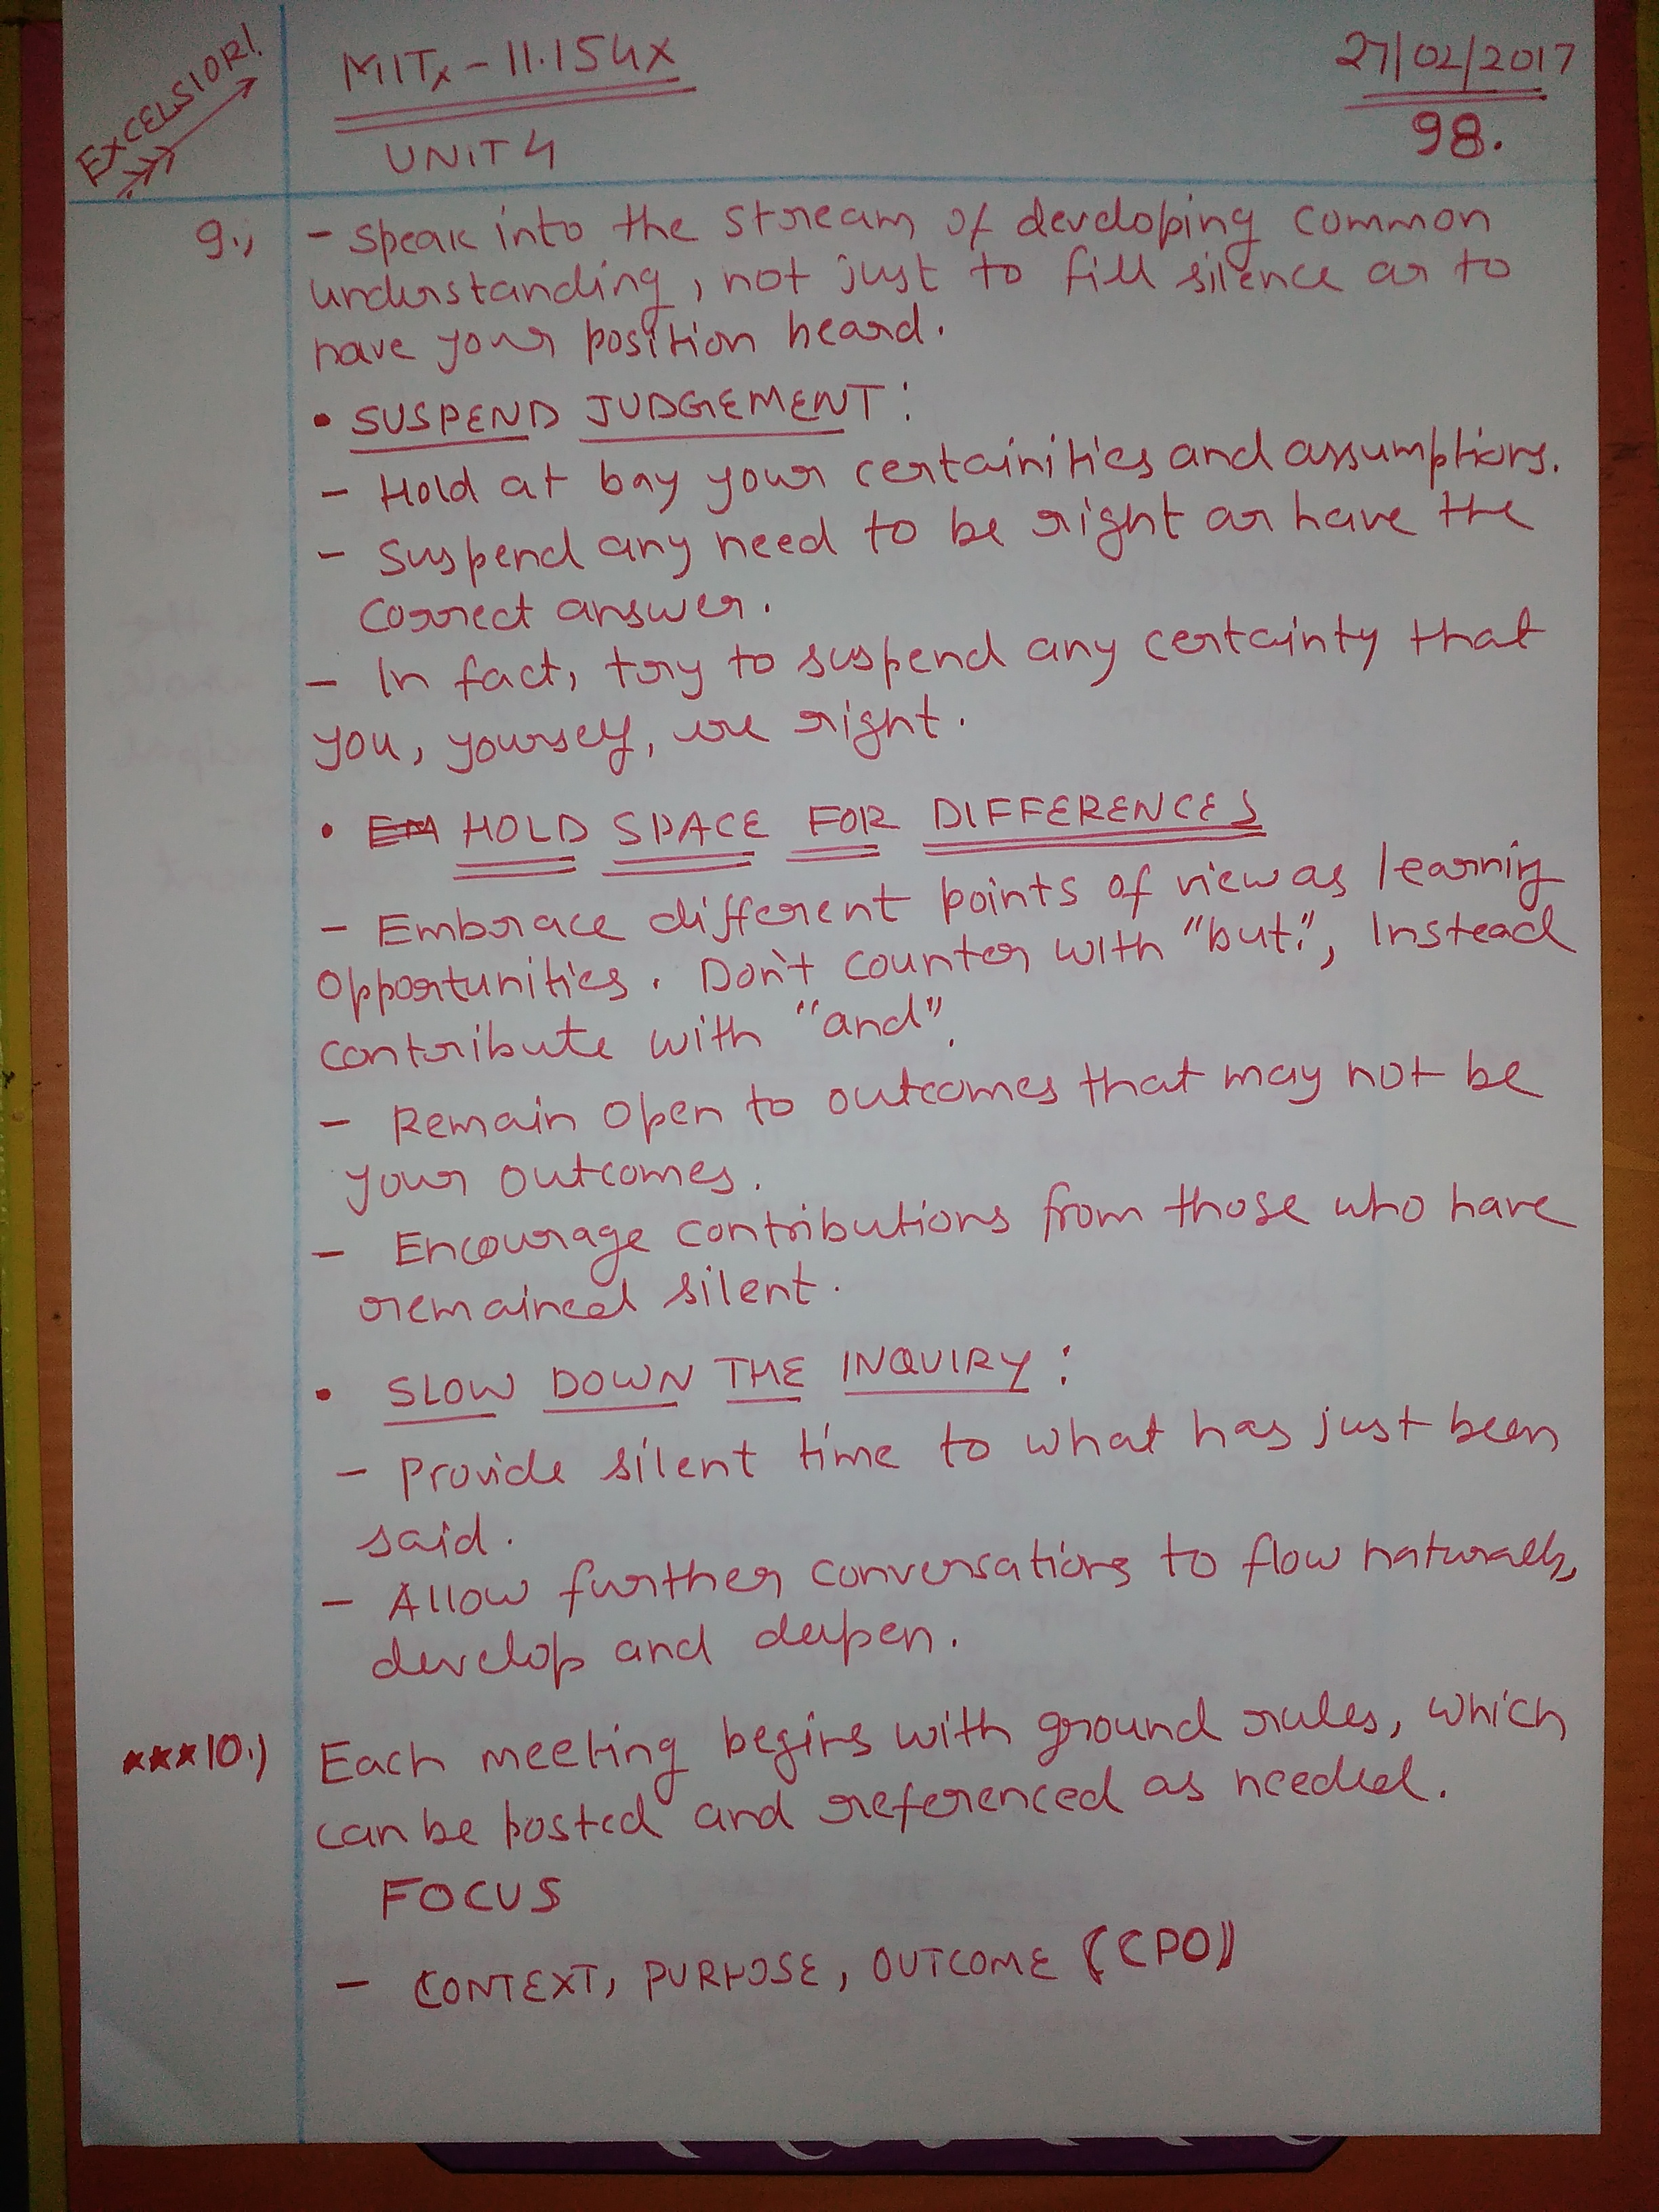 EXCELSIOR!
MITx - 11.154x
27/02/2017
UNIT 4
98.
9.) - Speak into the stream of developing common
understanding, not just to fill silence or to
have your position heard.
• SUSPEND JUDGEMENT:
- Hold at bay your certainities and assumptions.
- Suspend any need to be right or have the
correct answer.
- In fact, try to suspend any certainty that
you, yourself, are right.
• EM HOLD SPACE FOR DIFFERENCES
- Embrace different points of view as learning
opportunities. Don't counter with "but.", Instead
contribute with "and".
- Remain open to outcomes that may not be
your outcomes.
- Encourage contributions from those who have
remained silent.
• SLOW DOWN THE INQUIRY:
- Provide silent time to what has just been
said.
- Allow further conversations to flow naturally,
develop and deepen.
***10.) Each meeting begins with ground rules, which
can be posted and referenced as needed.
FOCUS
- CONTEXT, PURPOSE, OUTCOME (CPO)